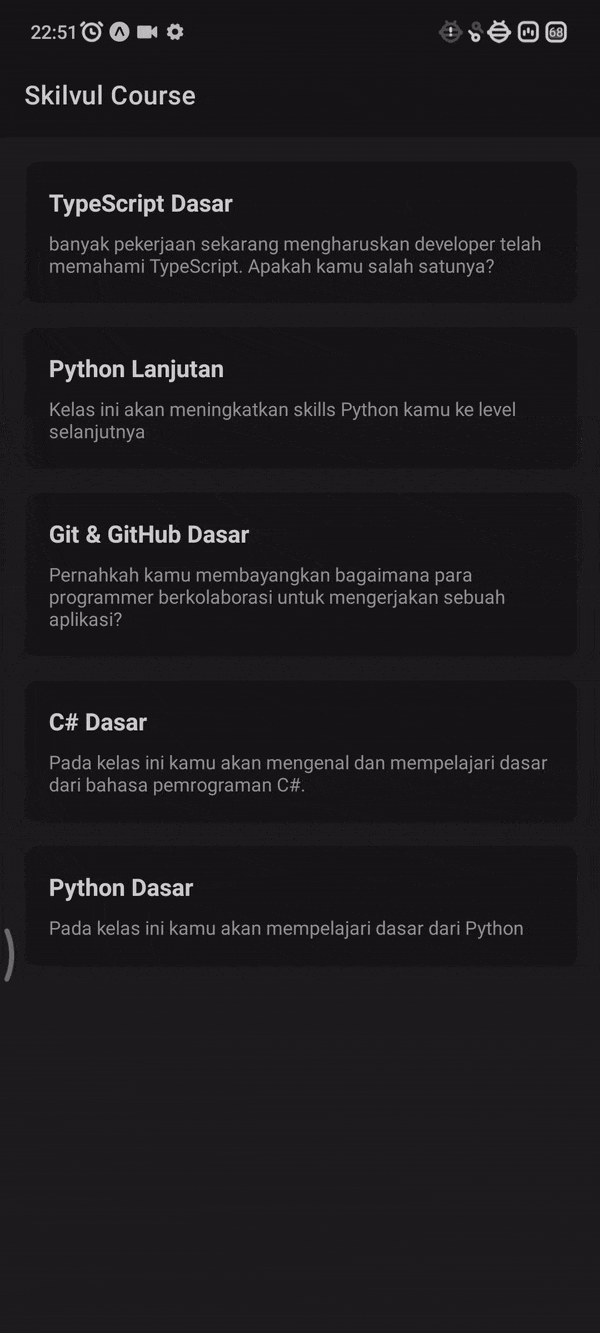 22:51 68
Skilvul Course
TypeScript Dasar
banyak pekerjaan sekarang mengharuskan developer telah
memahami TypeScript. Apakah kamu salah satunya?
Python Lanjutan
Kelas ini akan meningkatkan skills Python kamu ke level
selanjutnya
Git & GitHub Dasar
Pernahkah kamu membayangkan bagaimana para
programmer berkolaborasi untuk mengerjakan sebuah
aplikasi?
C# Dasar
Pada kelas ini kamu akan mengenal dan mempelajari dasar
dari bahasa pemrograman C#.
Python Dasar
Pada kelas ini kamu akan mempelajari dasar dari Python